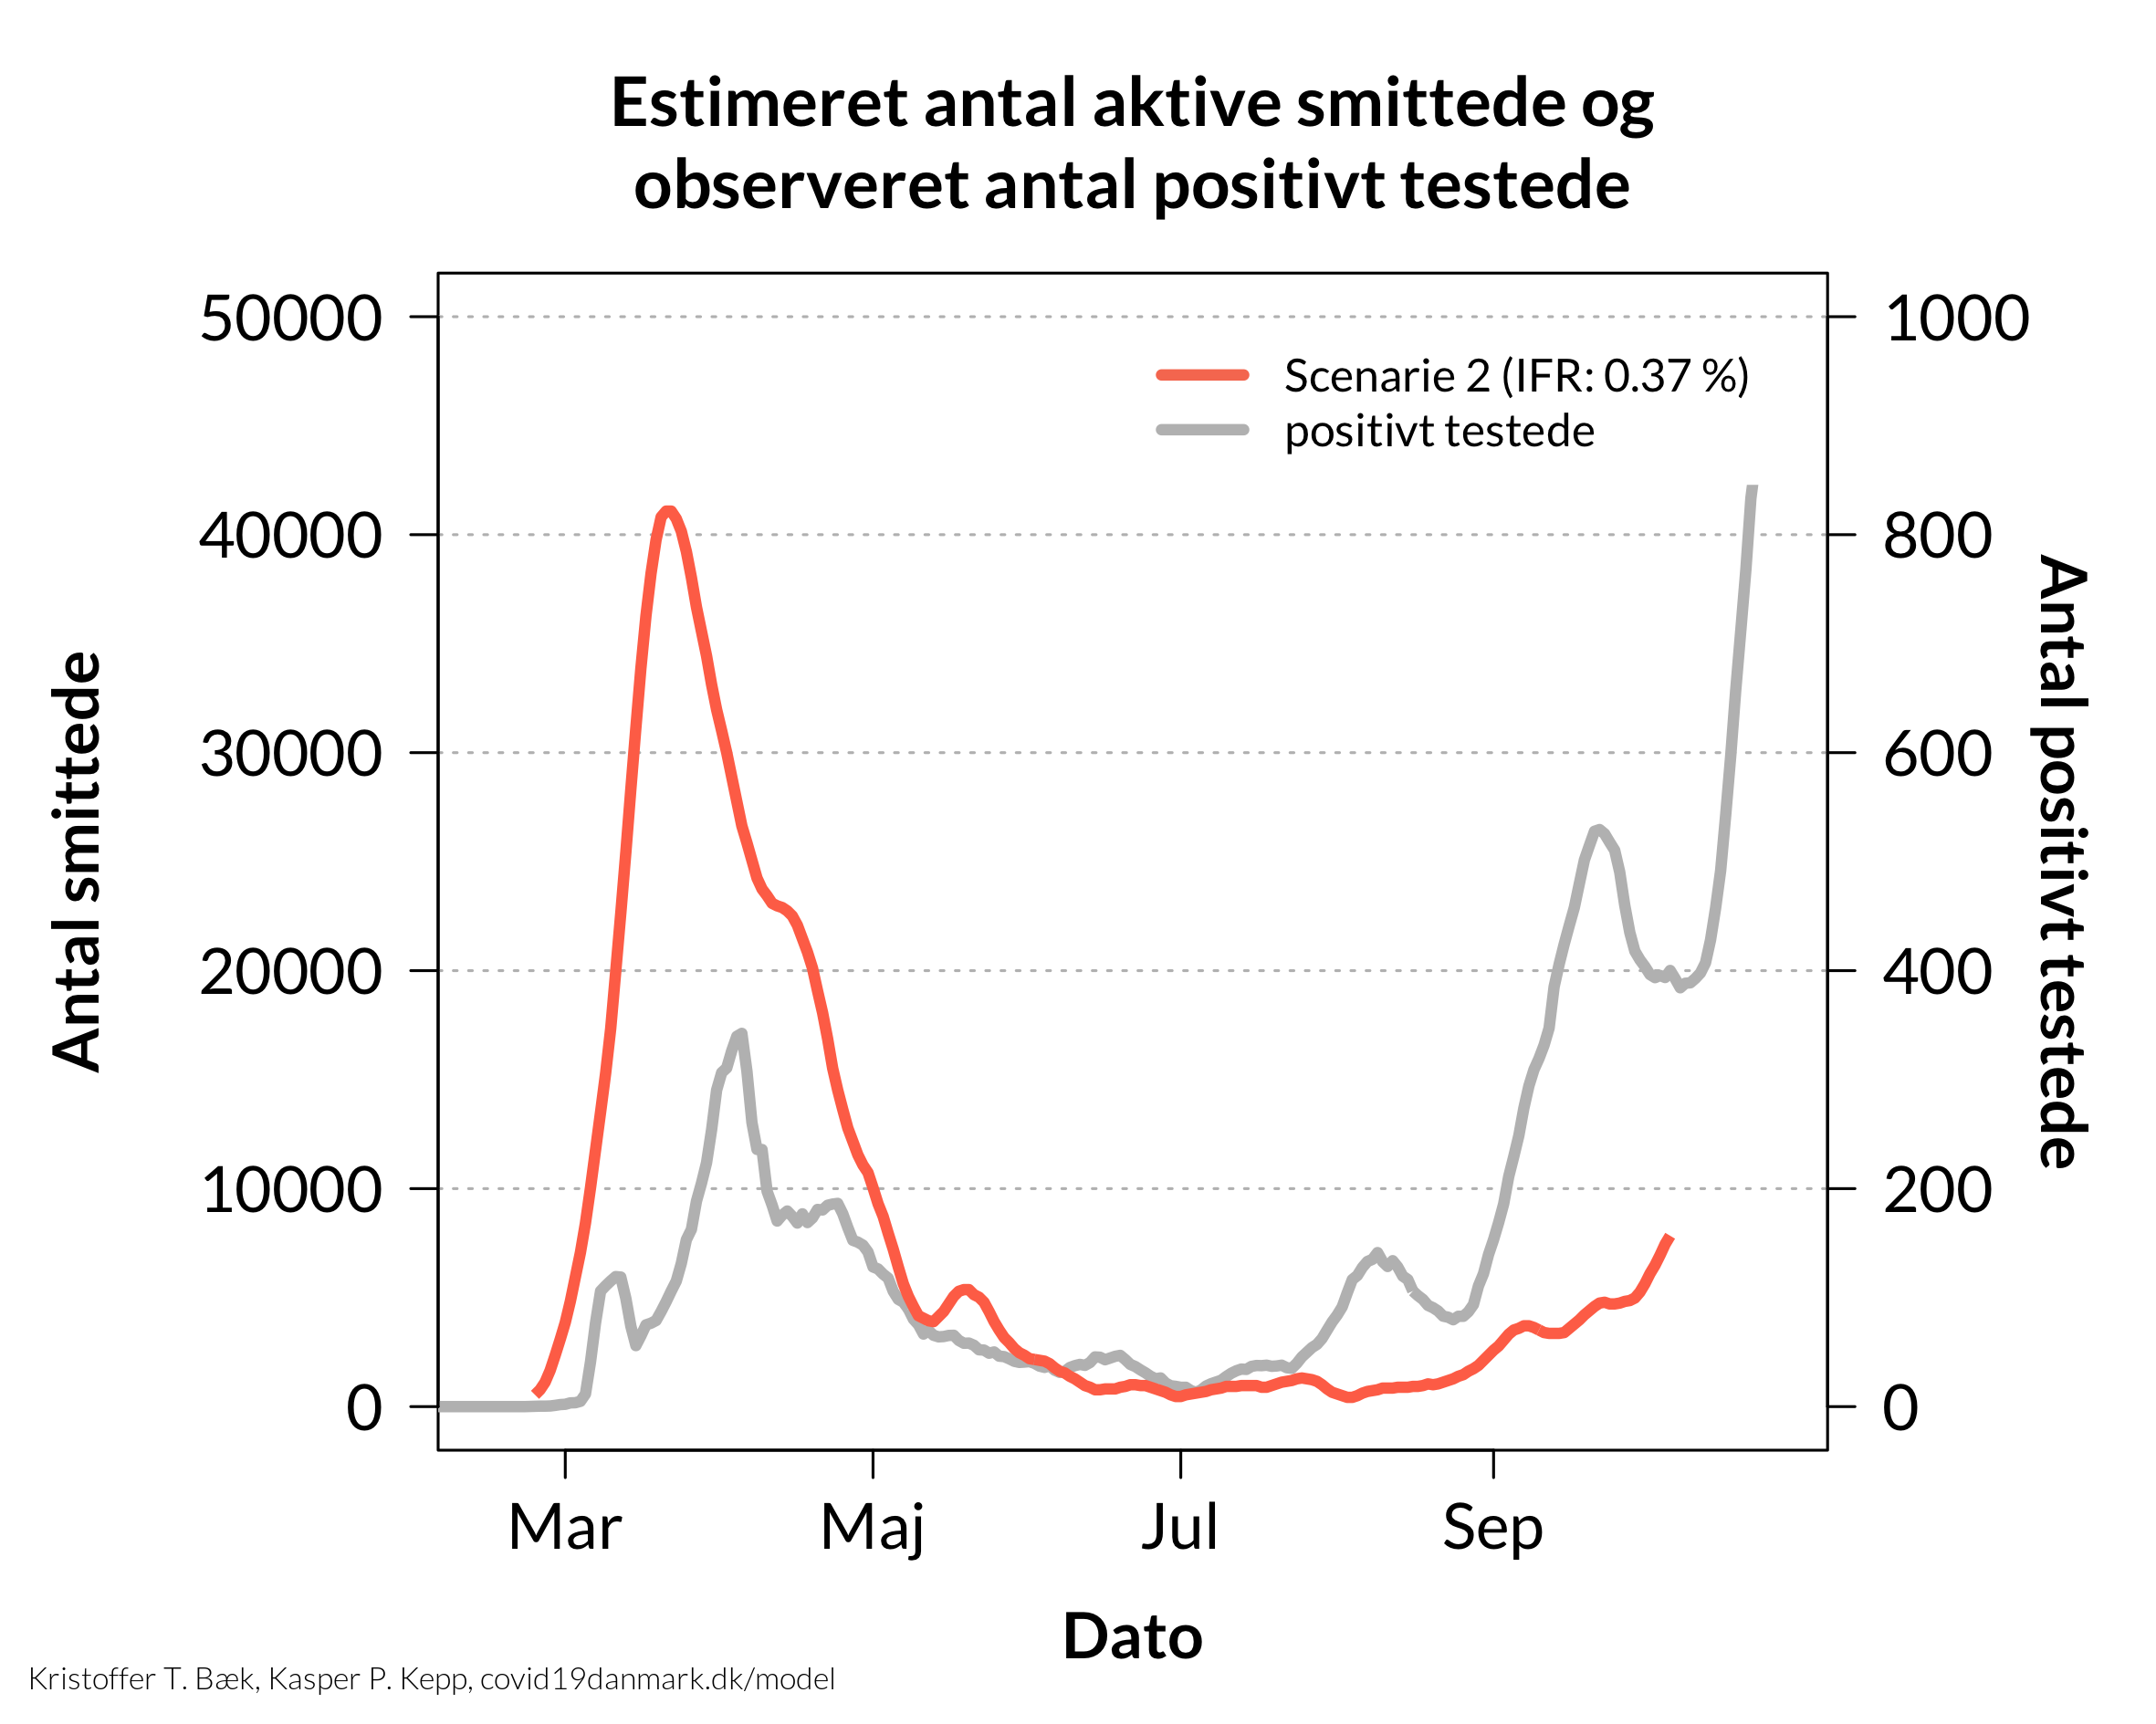 Estimeret antal aktive smittede og
observeret antal positivt testede
50000
40000
30000
20000
10000
0
Antal smittede
Scenarie 2 (IFR: 0.37 %)
positivt testede
1000
800
600
400
200
0
Antal positivt testede
Mar Maj Jul Sep
Dato
Kristoffer T. Bæk, Kasper P. Kepp, covid19danmark.dk/model